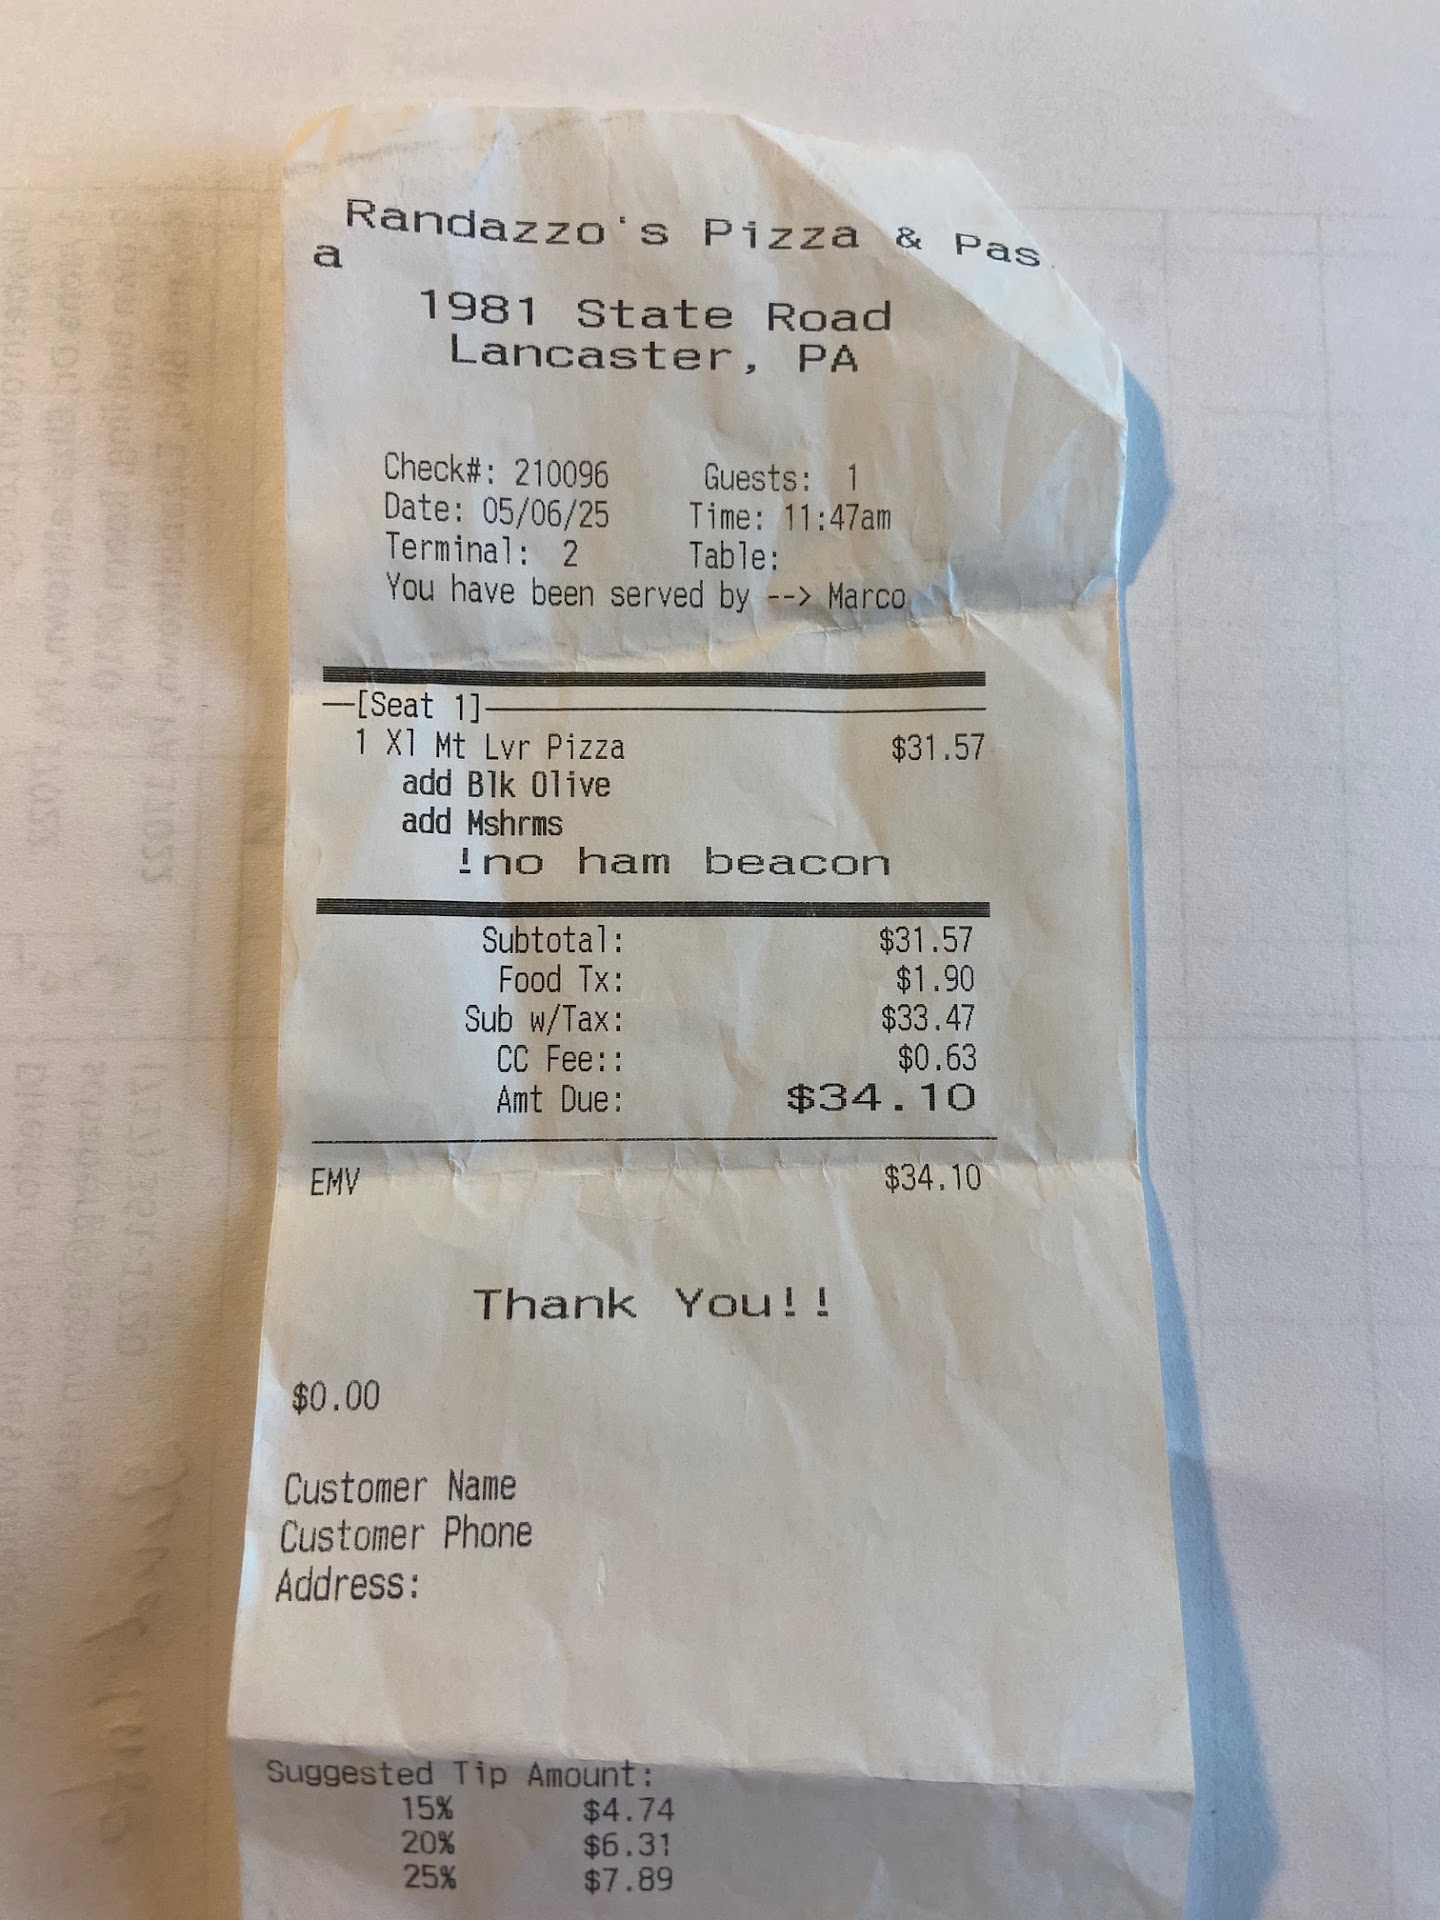 Randazzo's Pizza & Pas
a
1981 State Road
Lancaster, PA
Check#: 210096 Guests: 1
Date: 05/06/25 Time: 11:47am
Terminal: 2 Table:
You have been served by --> Marco
[Seat 1]
1 Xl Mt Lvr Pizza $31.57
add Blk Olive
add Mshrms
!no ham beacon
Subtotal: $31.57
Food Tx: $1.90
Sub w/Tax: $33.47
CC Fee:: $0.63
Amt Due: $34.10
EMV $34.10
Thank You!!
$0.00
Customer Name
Customer Phone
Address:
Suggested Tip Amount:
15% $4.74
20% $6.31
25% $7.89